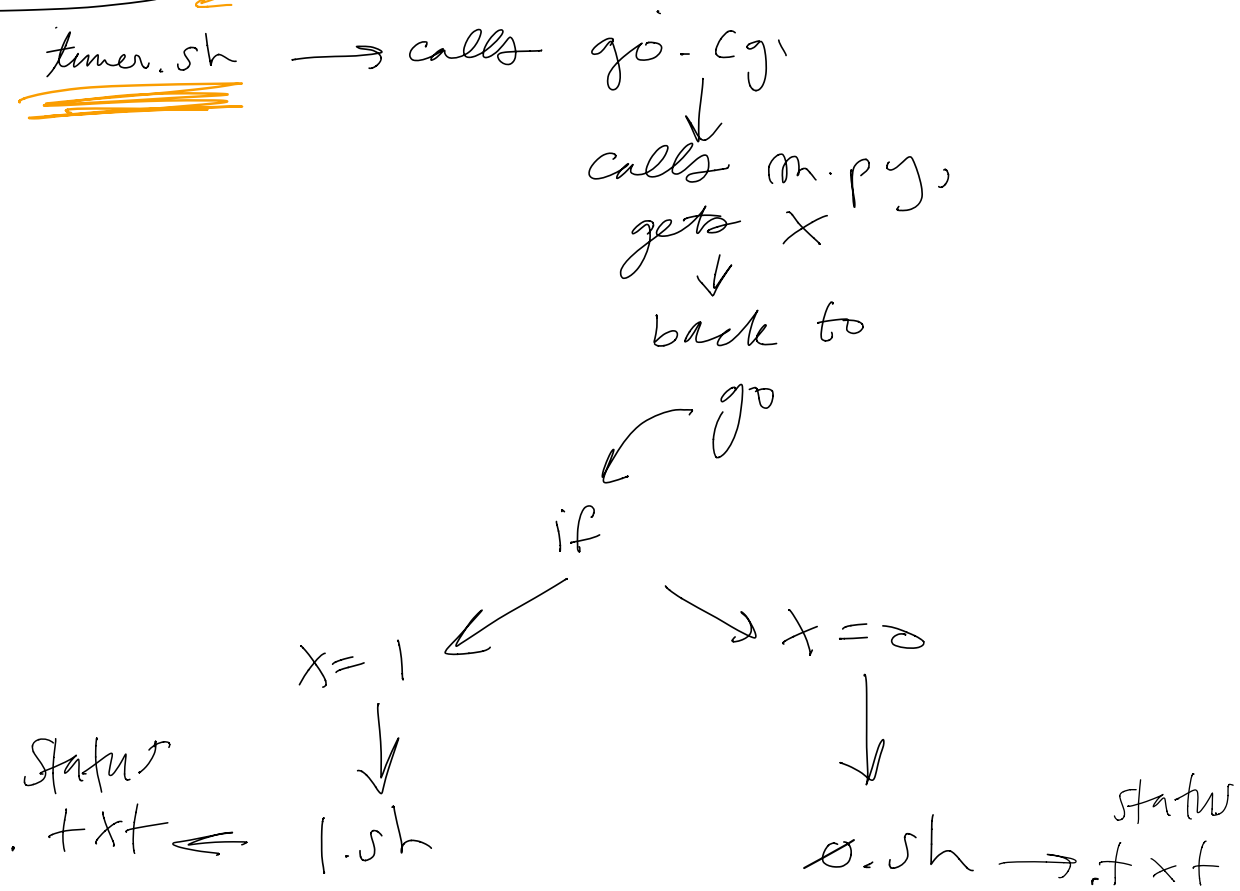 timer.sh → calls go-cgi
calls m.py,
gets x
back to
go
if
x = 1
x = 0
status
.txt
1.sh
0.sh
status
.txt